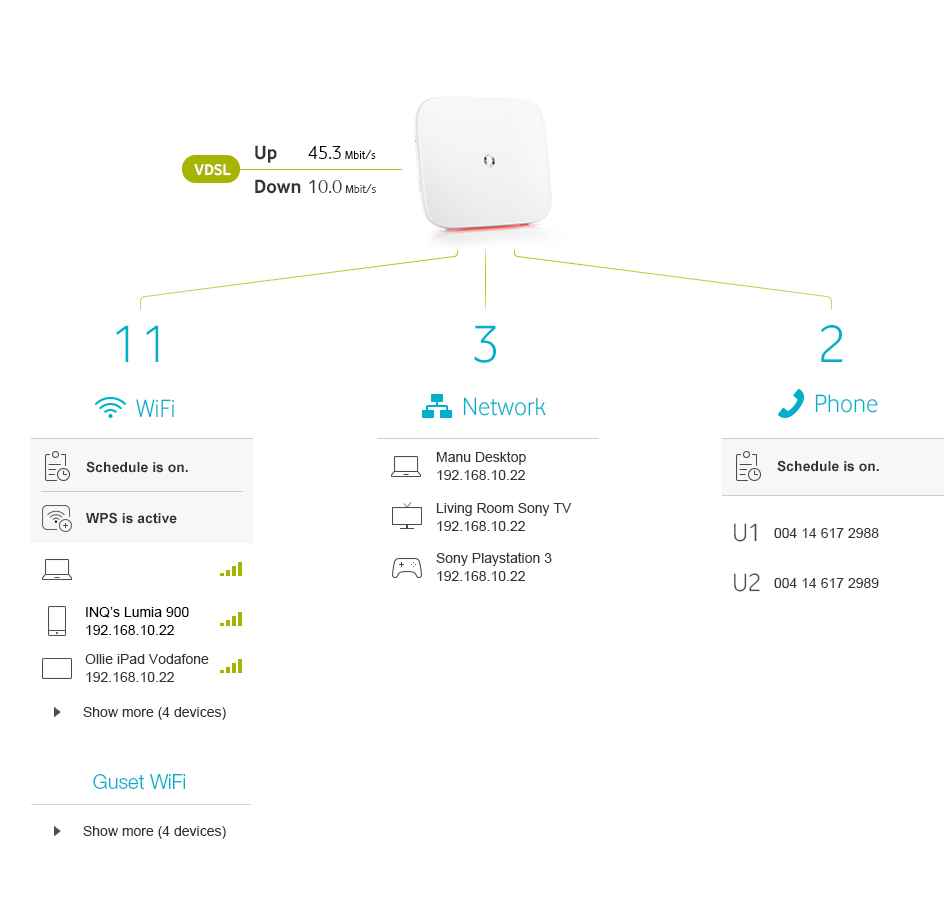 Up 45.3 Mbit/s
VDSL
Down 10.0 Mbit/s
11
3
2
WiFi
Network
Phone
Schedule is on.
WPS is active
INQ's Lumia 900
192.168.10.22
Ollie iPad Vodafone
192.168.10.22
Show more (4 devices)
Guset WiFi
Show more (4 devices)
Manu Desktop
192.168.10.22
Living Room Sony TV
192.168.10.22
Sony Playstation 3
192.168.10.22
Schedule is on.
U1 004 14 617 2988
U2 004 14 617 2989